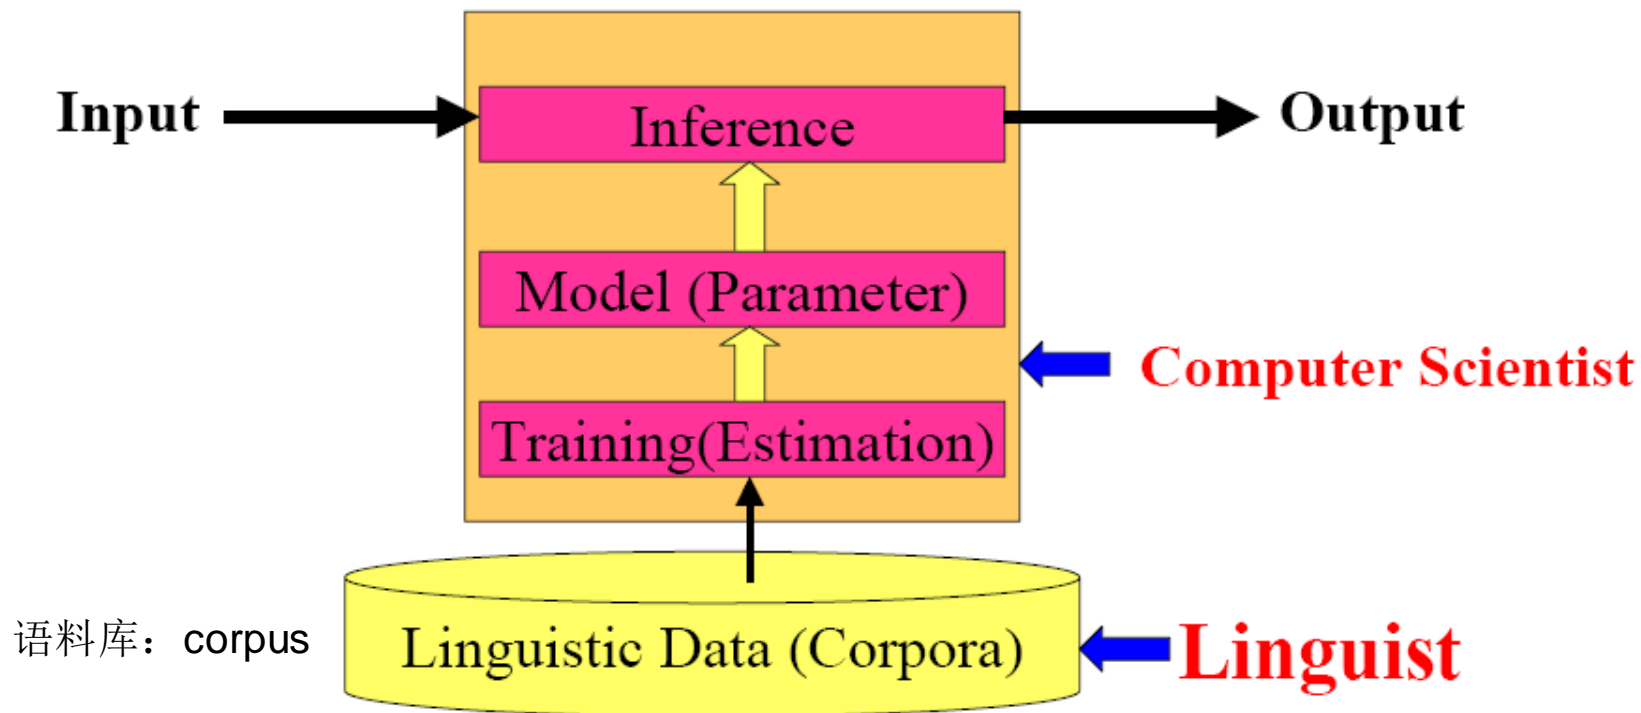 Input
Inference
Output
Model (Parameter)
Computer Scientist
Training(Estimation)
语料库：corpus
Linguistic Data (Corpora)
Linguist